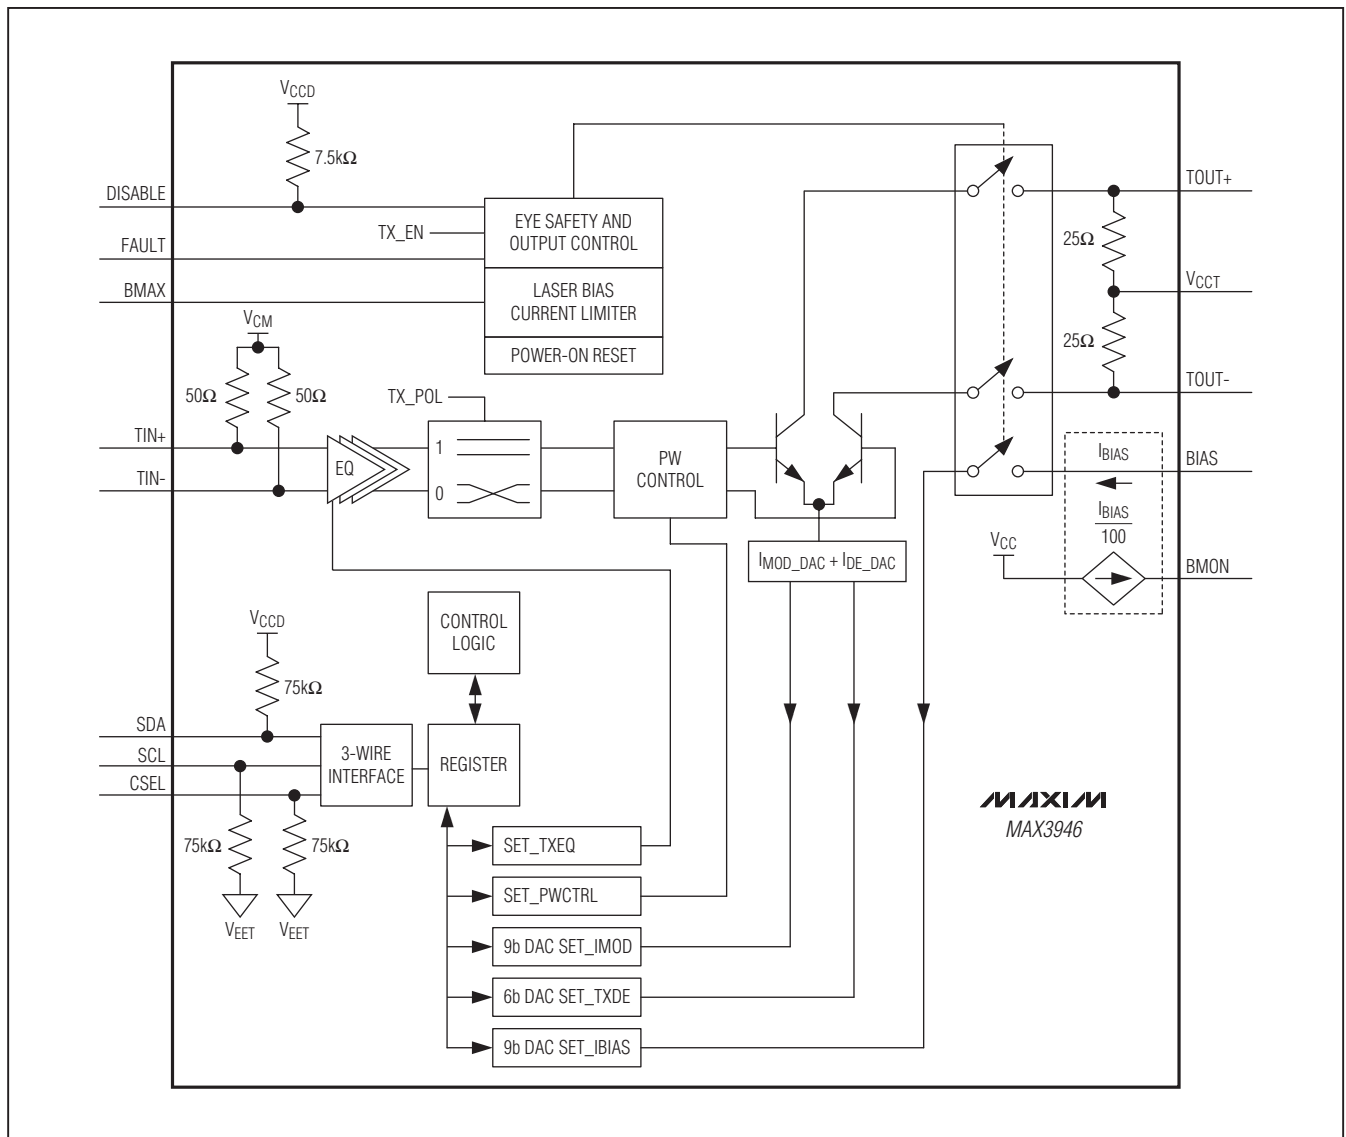 VCCD
7.5kΩ
DISABLE
TOUT+
EYE SAFETY AND
OUTPUT CONTROL
TX_EN
25Ω
FAULT
VCCT
BMAX
LASER BIAS
CURRENT LIMITER
VCM
25Ω
POWER-ON RESET
TOUT-
50Ω
50Ω
TX_POL
TIN+
1
EQ
PW
CONTROL
IBIAS
BIAS
TIN-
0
IBIAS
100
VCC
IMOD_DAC + IDE_DAC
BMON
VCCD
CONTROL
LOGIC
75kΩ
SDA
3-WIRE
INTERFACE
REGISTER
SCL
CSEL
MAXIM
MAX3946
75kΩ
75kΩ
SET_TXEQ
SET_PWCTRL
VEET
VEET
9b DAC SET_IMOD
6b DAC SET_TXDE
9b DAC SET_IBIAS